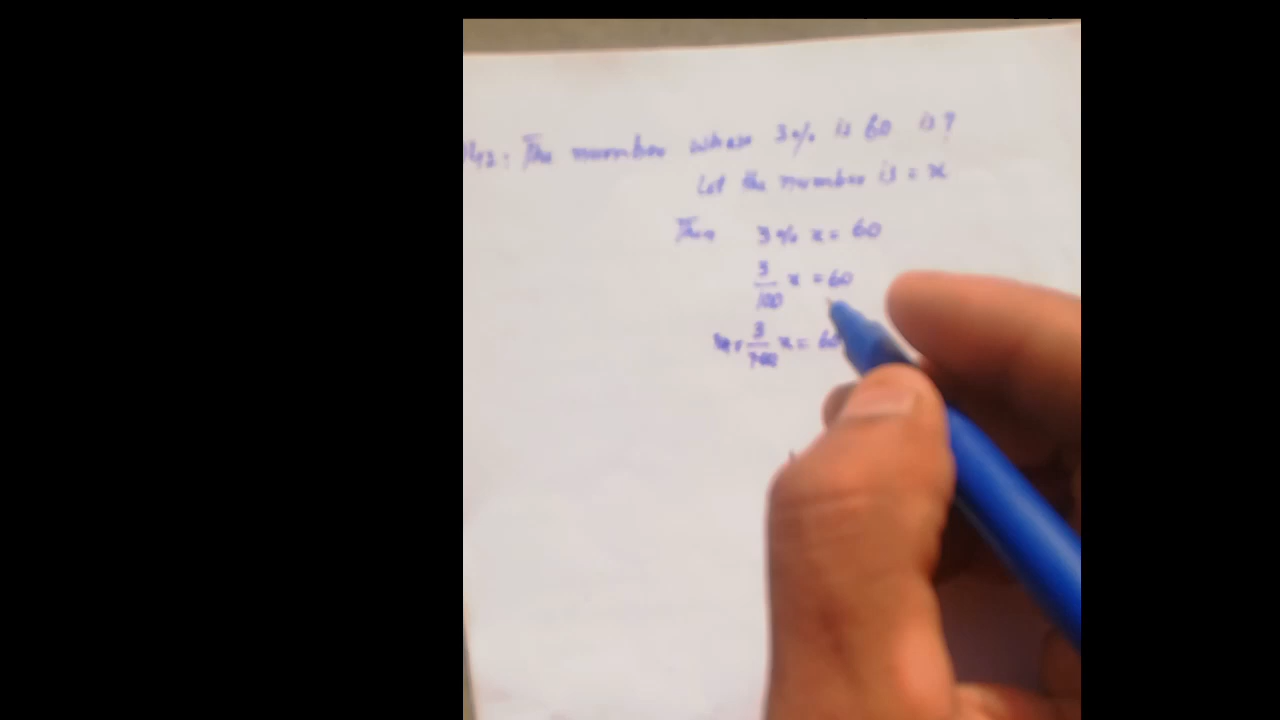 The number whose 3% is 60 is?
Let the number is = x
Then 3% x = 60
3/100 x = 60
3/100 x = 60